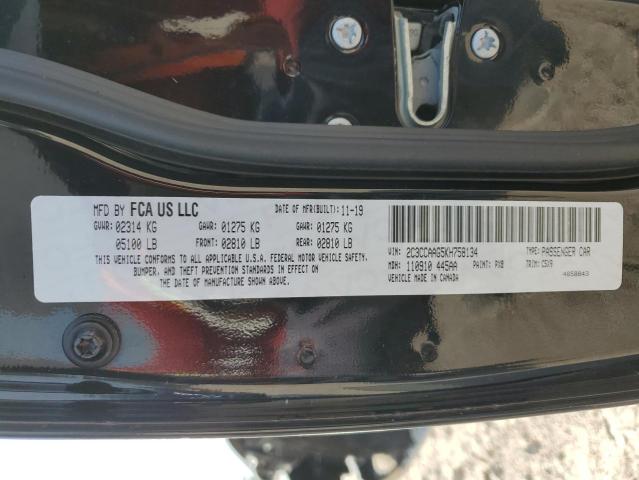 MFD BY FCA US LLC DATE OF MFR(BUILT): 11-19
GVWR: 02314 KG GAWR: 01275 KG GAWR: 01275 KG
05100 LB FRONT: 02810 LB REAR: 02810 LB
THIS VEHICLE CONFORMS TO ALL APPLICABLE U.S.A. FEDERAL MOTOR VEHICLE SAFETY,
BUMPER, AND THEFT PREVENTION STANDARDS IN EFFECT ON
THE DATE OF MANUFACTURE SHOWN ABOVE.
VIN: 2C3CCAAG5KH758134 TYPE: PASSENGER CAR
MDH: 110910 445AA PAINT: PX8 TRIM: C5X9
VEHICLE MADE IN CANADA 4658843